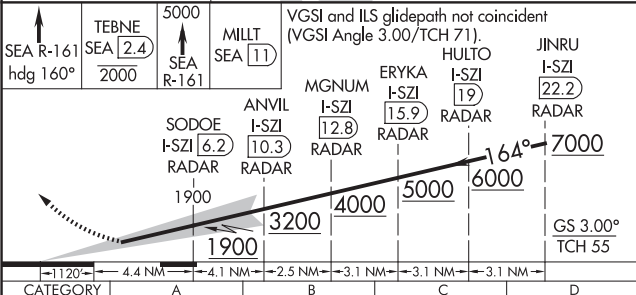 SEA R-161
hdg 160°
TEBNE
SEA 2.4
2000
5000
SEA
R-161
MILLT
SEA 11
VGSI and ILS glidepath not coincident
(VGSI Angle 3.00/TCH 71).
SODOE
I-SZI 6.2
RADAR
ANVIL
I-SZI
10.3
RADAR
MGNUM
I-SZI
12.8
RADAR
ERYKA
I-SZI
15.9
RADAR
HULTO
I-SZI
19
RADAR
JINRU
I-SZI
22.2
RADAR
1900
1900
3200
4000
5000
6000
164°
7000
GS 3.00°
TCH 55
1120'
4.4 NM
4.1 NM
2.5 NM
3.1 NM
3.1 NM
3.1 NM
CATEGORY A B C D